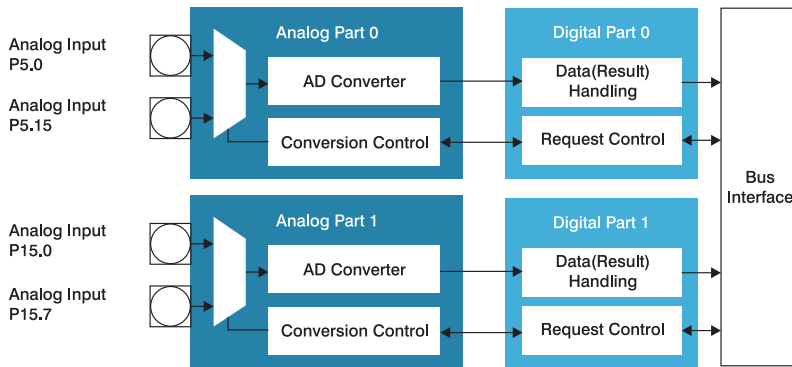 Analog Input
P5.0
Analog Input
P5.15
Analog Part 0
AD Converter
Conversion Control
Digital Part 0
Data(Result)
Handling
Request Control
Analog Input
P15.0
Analog Input
P15.7
Analog Part 1
AD Converter
Conversion Control
Digital Part 1
Data(Result)
Handling
Request Control
Bus
Interface